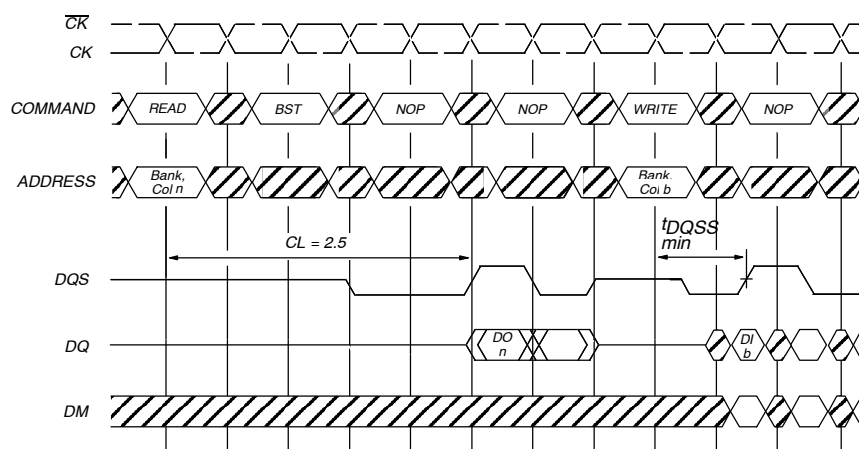 CK
CK
COMMAND READ BST NOP NOP WRITE NOP
ADDRESS Bank, Col n Bank, Col b
CL = 2.5
tDQSS min
DQS
DQ DO n DI b
DM